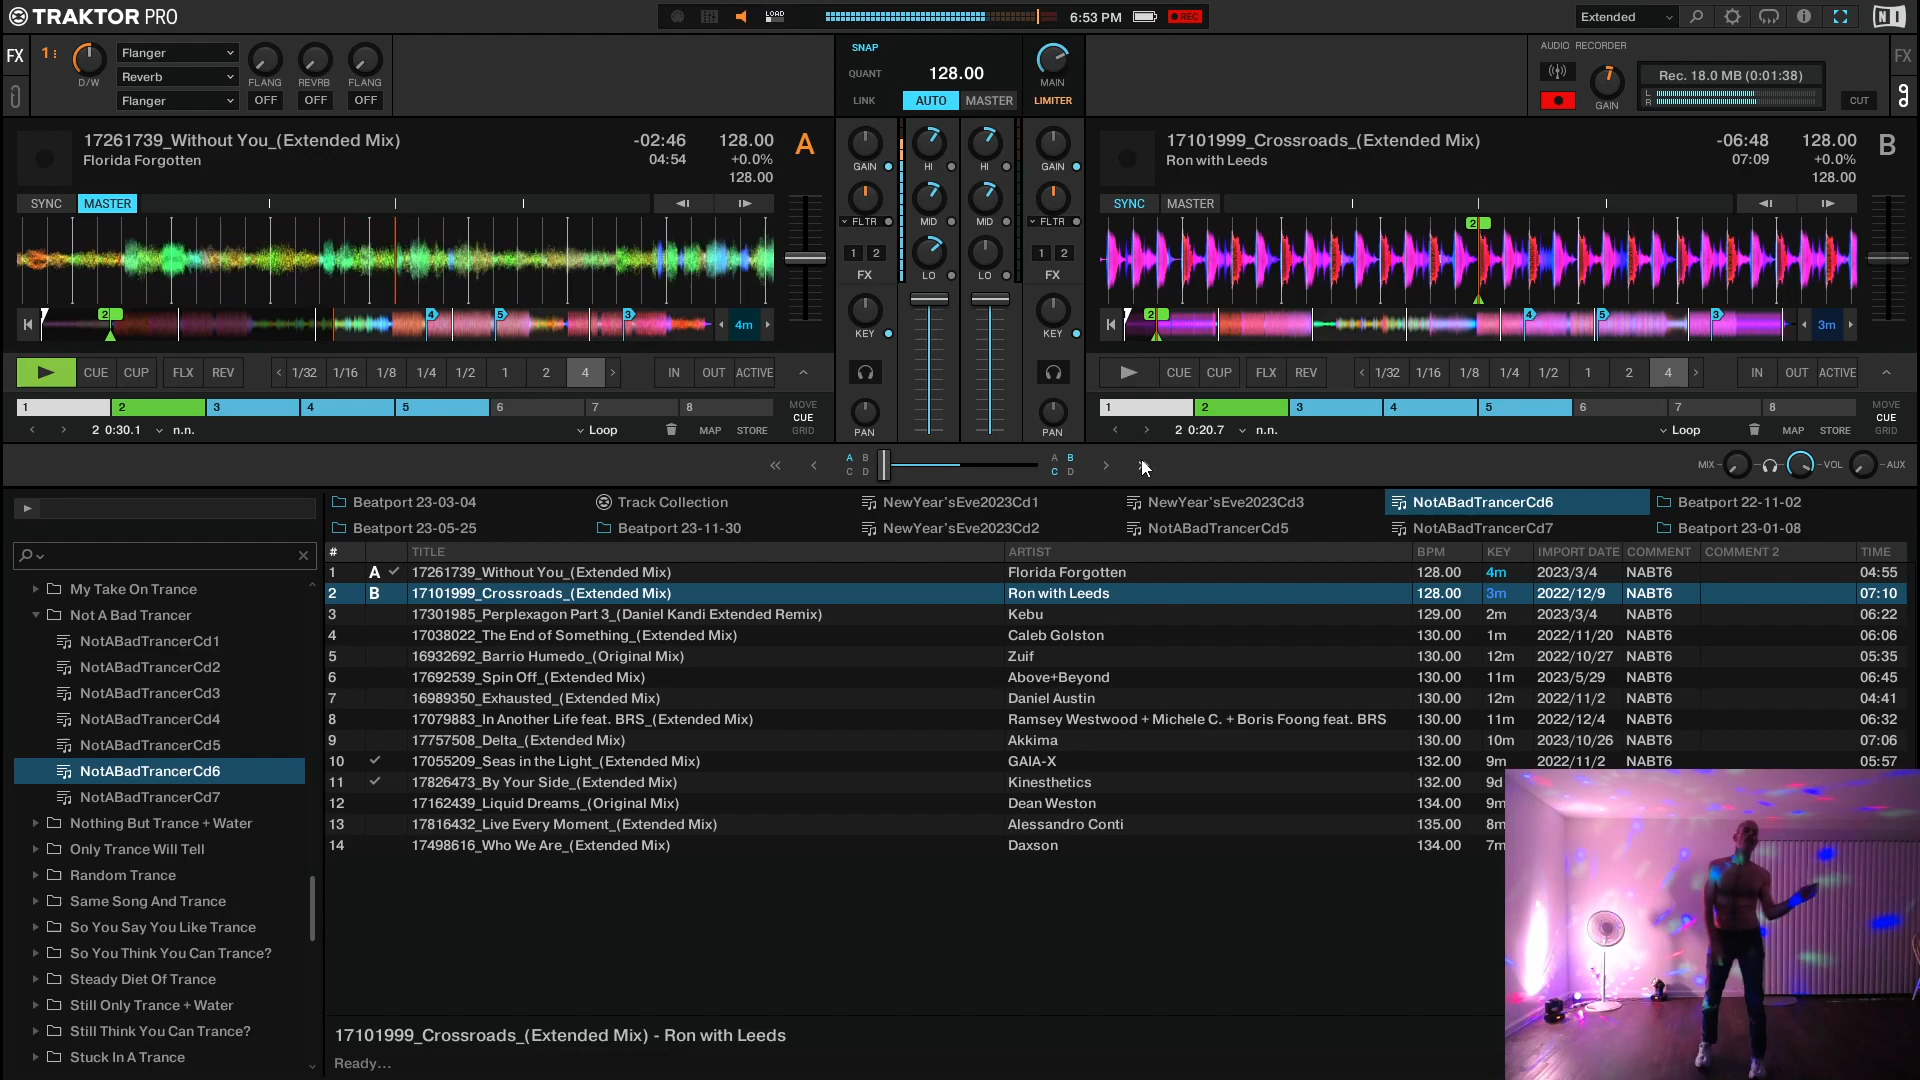 TRAKTOR PRO
LOAD
6:53 PM
REC
Extended
FX
1
D/W
Flanger
Reverb
Flanger
FLANG REVRB FLANG
OFF OFF OFF
SNAP
QUANT
LINK
128.00
AUTO MASTER
MAIN
LIMITER
AUDIO RECORDER
GAIN
Rec. 18.0 MB (0:01:38)
L
R
CUT
FX
17261739_Without You_(Extended Mix)
Florida Forgotten
-02:46
04:54
128.00
+0.0%
128.00
A
SYNC MASTER
2 4 5 3
4m
CUE CUP FLX REV 1/32 1/16 1/8 1/4 1/2 1 2 4 IN OUT ACTIVE
1 2 3 4 5 6 7 8
MOVE
CUE
GRID
2 0:30.1 n.n. Loop MAP STORE
GAIN HI HI GAIN
FLTR MID MID FLTR
1 2 1 2
FX LO LO FX
KEY KEY
PAN PAN
17101999_Crossroads_(Extended Mix)
Ron with Leeds
-06:48
07:09
128.00
+0.0%
128.00
B
SYNC MASTER
2
2 4 5 3
3m
CUE CUP FLX REV 1/32 1/16 1/8 1/4 1/2 1 2 4 IN OUT ACTIVE
1 2 3 4 5 6 7 8
MOVE
CUE
GRID
2 0:20.7 n.n. Loop MAP STORE
A B
C D
A B
C D
MIX VOL AUX
Beatport 23-03-04 Track Collection NewYear'sEve2023Cd1 NewYear'sEve2023Cd3 NotABadTrancerCd6 Beatport 22-11-02
Beatport 23-05-25 Beatport 23-11-30 NewYear'sEve2023Cd2 NotABadTrancerCd5 NotABadTrancerCd7 Beatport 23-01-08
My Take On Trance
Not A Bad Trancer
NotABadTrancerCd1
NotABadTrancerCd2
NotABadTrancerCd3
NotABadTrancerCd4
NotABadTrancerCd5
NotABadTrancerCd6
NotABadTrancerCd7
Nothing But Trance + Water
Only Trance Will Tell
Random Trance
Same Song And Trance
So You Say You Like Trance
So You Think You Can Trance?
Steady Diet Of Trance
Still Only Trance + Water
Still Think You Can Trance?
Stuck In A Trance
# TITLE ARTIST BPM KEY IMPORT DATE COMMENT COMMENT 2 TIME
1 A 17261739_Without You_(Extended Mix) Florida Forgotten 128.00 4m 2023/3/4 NABT6 04:55
2 B 17101999_Crossroads_(Extended Mix) Ron with Leeds 128.00 3m 2022/12/9 NABT6 07:10
3 17301985_Perplexagon Part 3_(Daniel Kandi Extended Remix) Kebu 129.00 2m 2023/3/4 NABT6 06:22
4 17038022_The End of Something_(Extended Mix) Caleb Golston 130.00 1m 2022/11/20 NABT6 06:06
5 16932692_Barrio Humedo_(Original Mix) Zuif 130.00 12m 2022/10/27 NABT6 05:35
6 17692539_Spin Off_(Extended Mix) Above+Beyond 130.00 11m 2023/5/29 NABT6 06:45
7 16989350_Exhausted_(Extended Mix) Daniel Austin 130.00 12m 2022/11/2 NABT6 04:41
8 17079883_In Another Life feat. BRS_(Extended Mix) Ramsey Westwood + Michele C. + Boris Foong feat. BRS 130.00 11m 2022/12/4 NABT6 06:32
9 17757508_Delta_(Extended Mix) Akkima 130.00 10m 2023/10/26 NABT6 07:06
10 17055209_Seas in the Light_(Extended Mix) GAIA-X 132.00 9m 2022/11/2 NABT6 05:57
11 17826473_By Your Side_(Extended Mix) Kinesthetics 132.00 9d
12 17162439_Liquid Dreams_(Original Mix) Dean Weston 134.00 9m
13 17816432_Live Every Moment_(Extended Mix) Alessandro Conti 135.00 8m
14 17498616_Who We Are_(Extended Mix) Daxson 134.00 7m
17101999_Crossroads_(Extended Mix) - Ron with Leeds
Ready...